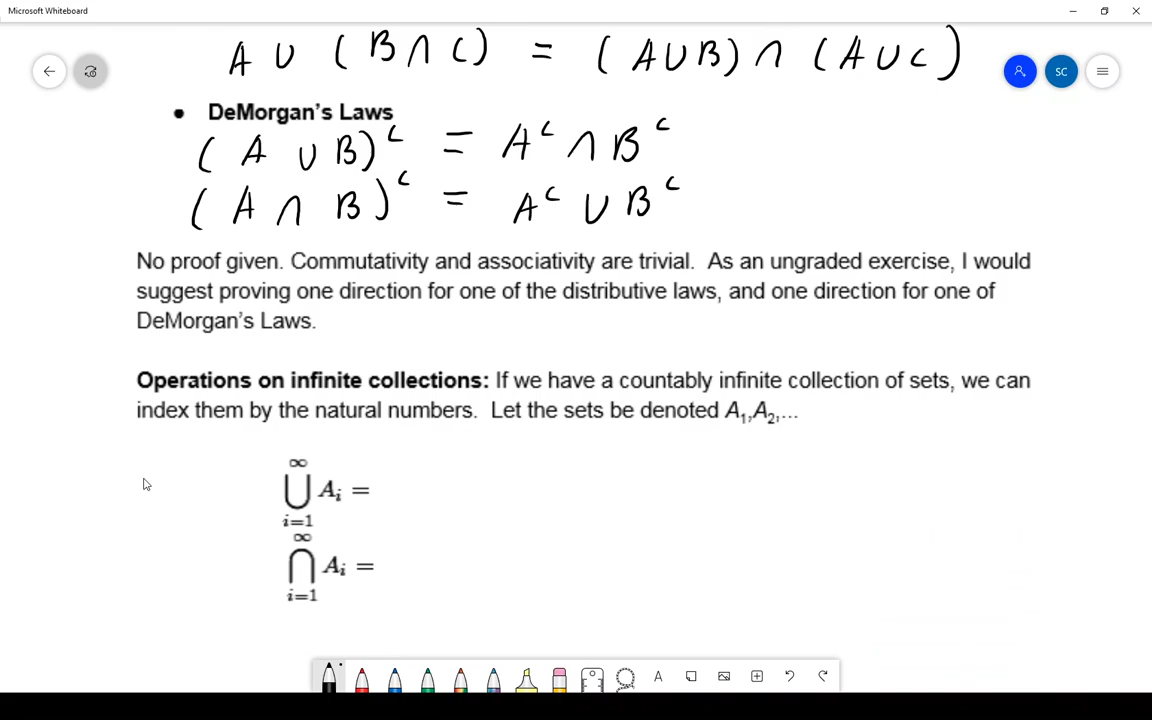 Microsoft Whiteboard
A ∪ (B ∩ C) = (A ∪ B) ∩ (A ∪ C)
SC
• DeMorgan's Laws
(A ∪ B)ᶜ = Aᶜ ∩ Bᶜ
(A ∩ B)ᶜ = Aᶜ ∪ Bᶜ
No proof given. Commutativity and associativity are trivial. As an ungraded exercise, I would
suggest proving one direction for one of the distributive laws, and one direction for one of
DeMorgan's Laws.
Operations on infinite collections: If we have a countably infinite collection of sets, we can
index them by the natural numbers. Let the sets be denoted A₁,A₂,...
∞
⋃ Aᵢ =
i=1
∞
⋂ Aᵢ =
i=1
A